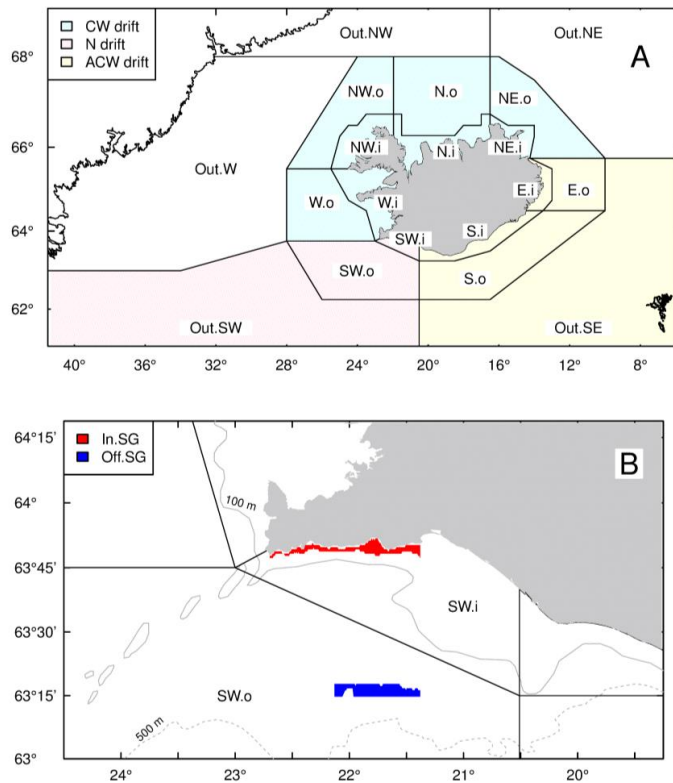 CW drift
N drift
ACW drift
Out.NW
Out.NE
A
68°
66°
64°
62°
NW.o
N.o
NE.o
NW.i
N.i
NE.i
Out.W
W.o
W.i
E.i
E.o
SW.i
S.i
SW.o
S.o
Out.SW
Out.SE
40°
36°
32°
28°
24°
20°
16°
12°
8°
64°15'
64°
63°45'
63°30'
63°15'
63°
In.SG
Off.SG
B
100 m
SW.i
SW.o
500 m
24°
23°
22°
21°
20°